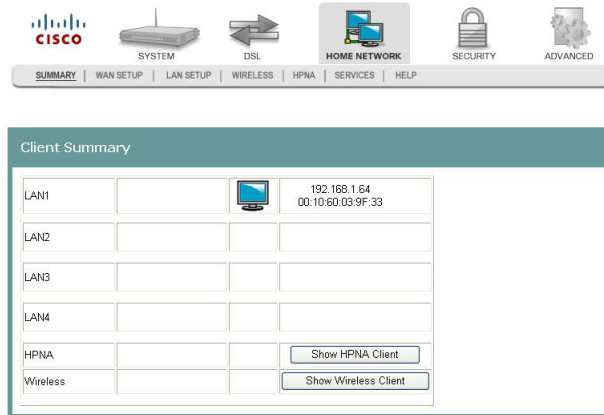 CISCO
SYSTEM DSL HOME NETWORK SECURITY ADVANCED
SUMMARY | WAN SETUP | LAN SETUP | WIRELESS | HPNA | SERVICES | HELP
Client Summary
LAN1 192.168.1.64
00:10:60:03:9F:33
LAN2
LAN3
LAN4
HPNA Show HPNA Client
Wireless Show Wireless Client